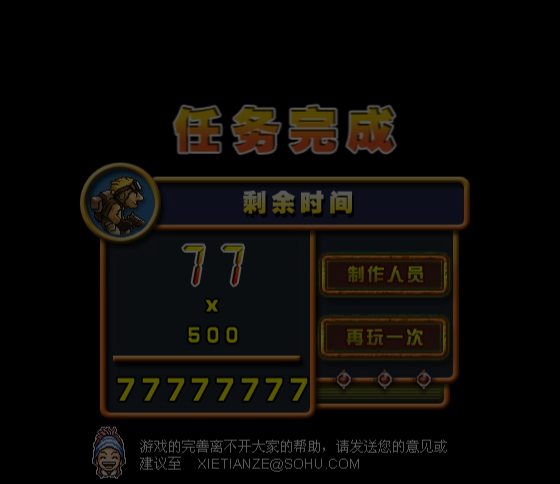 任务完成
剩余时间
77
x
500
77777777
制作人员
再玩一次
游戏的完善离不开大家的帮助，请发送您的意见或
建议至 XIETIANZE@SOHU.COM